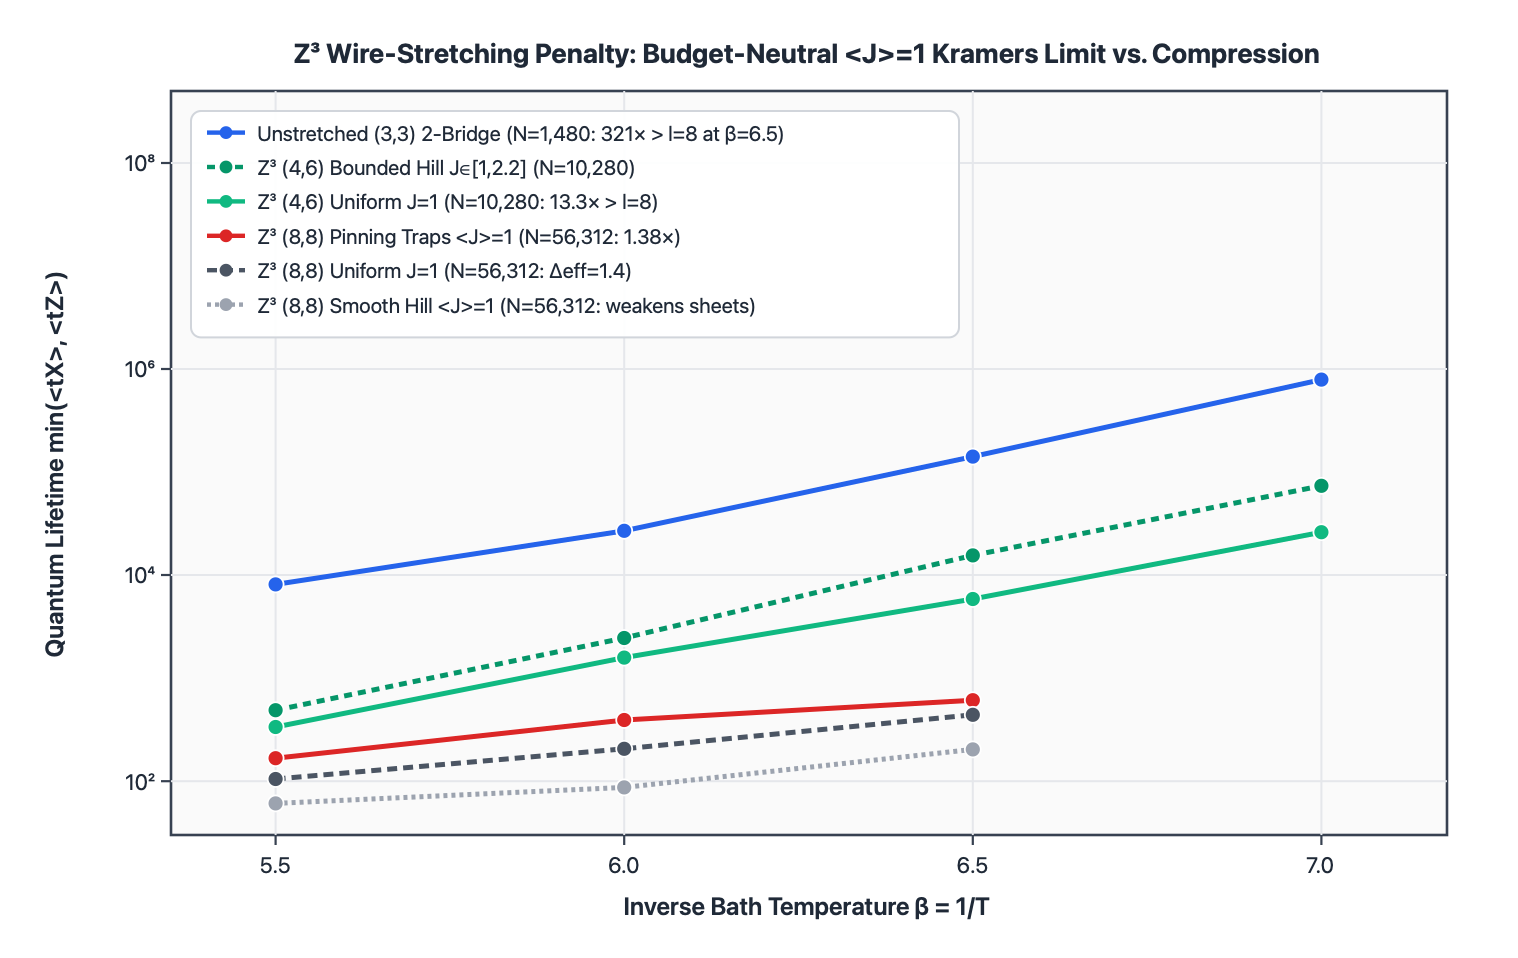 Z³ Wire-Stretching Penalty: Budget-Neutral <J>=1 Kramers Limit vs. Compression
Unstretched (3,3) 2-Bridge (N=1,480: 321× > l=8 at β=6.5)
Z³ (4,6) Bounded Hill J∈[1,2.2] (N=10,280)
Z³ (4,6) Uniform J=1 (N=10,280: 13.3× > l=8)
Z³ (8,8) Pinning Traps <J>=1 (N=56,312: 1.38×)
Z³ (8,8) Uniform J=1 (N=56,312: Δeff=1.4)
Z³ (8,8) Smooth Hill <J>=1 (N=56,312: weakens sheets)
Quantum Lifetime min(<tX>, <tZ>)
10⁸
10⁶
10⁴
10²
5.5
6.0
6.5
7.0
Inverse Bath Temperature β = 1/T